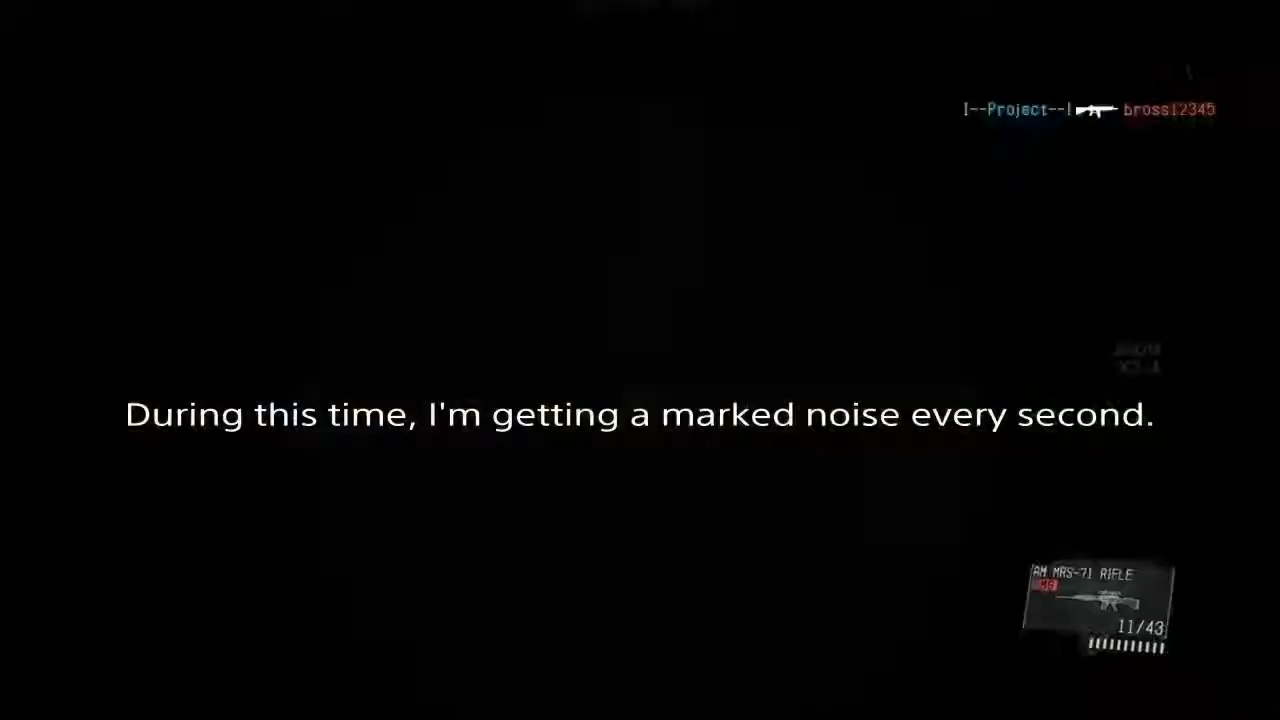 I--Project--I bross12345
During this time, I'm getting a marked noise every second.
AM MRS-71 RIFLE
11/43